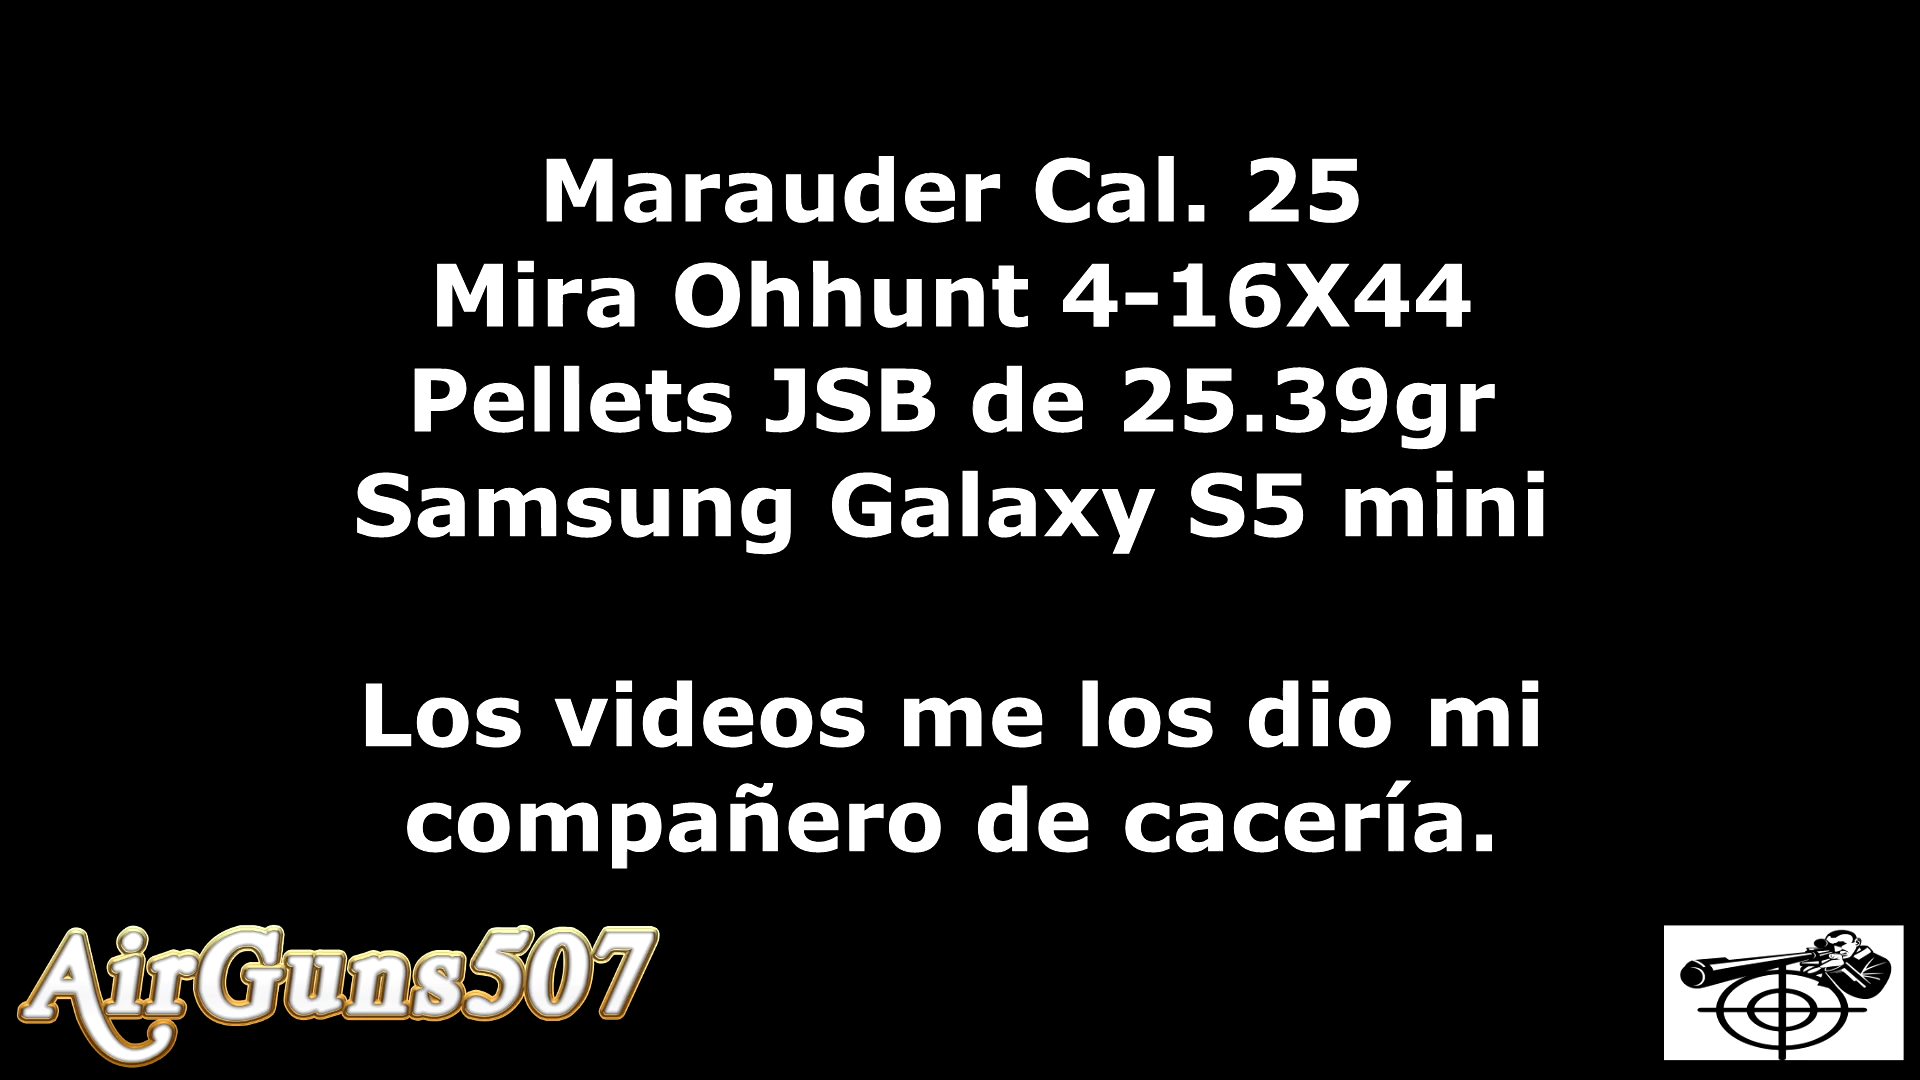 Marauder Cal. 25
Mira Ohhunt 4-16X44
Pellets JSB de 25.39gr
Samsung Galaxy S5 mini
Los videos me los dio mi
compañero de cacería.
AirGuns507